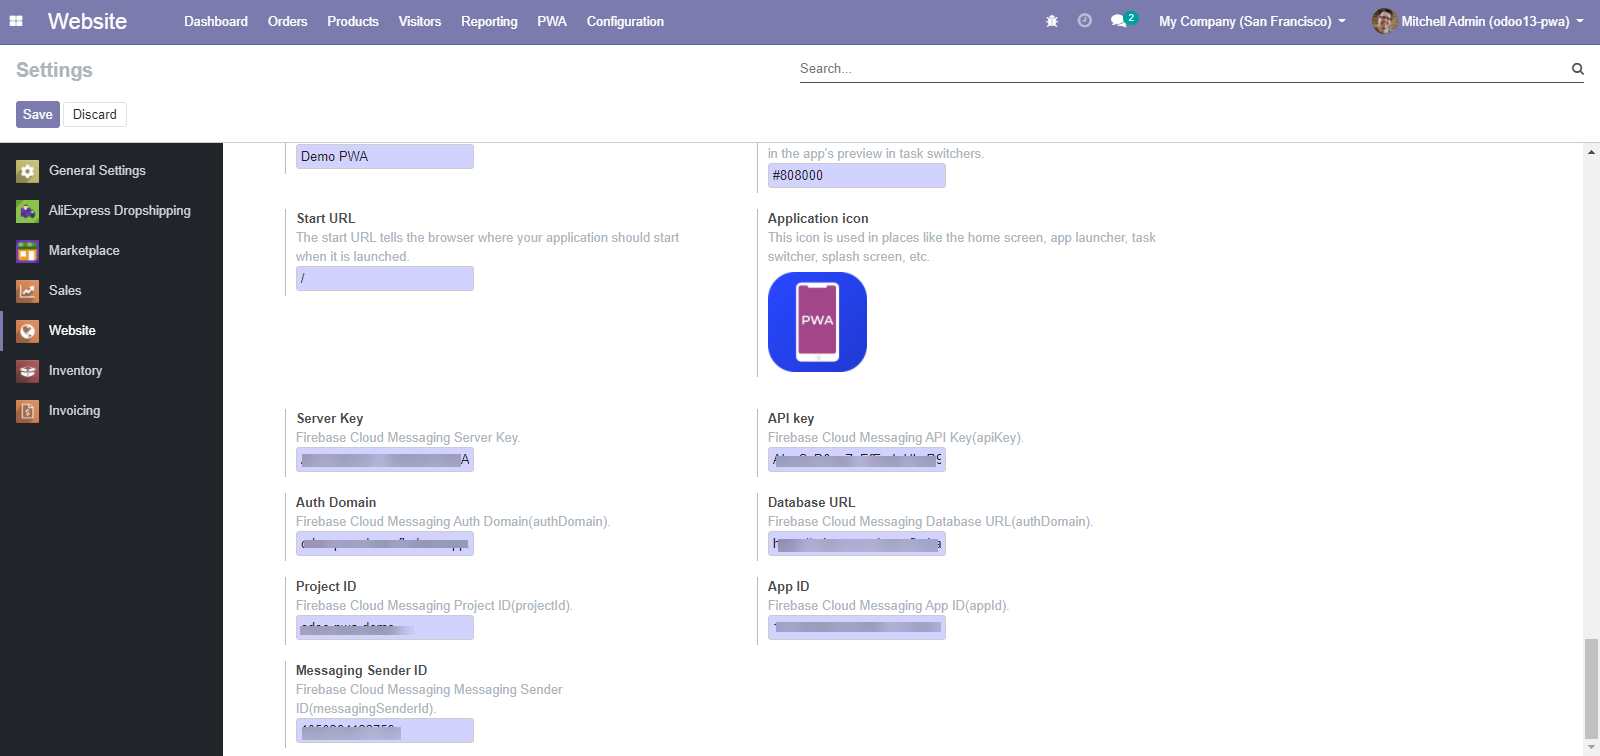 Website
Dashboard
Orders
Products
Visitors
Reporting
PWA
Configuration
2
My Company (San Francisco)
Mitchell Admin (odoo13-pwa)
Settings
Search...
Save
Discard
General Settings
AliExpress Dropshipping
Marketplace
Sales
Website
Inventory
Invoicing
Demo PWA
in the app's preview in task switchers.
#808000
Start URL
The start URL tells the browser where your application should start
when it is launched.
/
Application icon
This icon is used in places like the home screen, app launcher, task
switcher, splash screen, etc.
PWA
Server Key
Firebase Cloud Messaging Server Key.
API key
Firebase Cloud Messaging API Key(apiKey).
Auth Domain
Firebase Cloud Messaging Auth Domain(authDomain).
Database URL
Firebase Cloud Messaging Database URL(authDomain).
Project ID
Firebase Cloud Messaging Project ID(projectId).
App ID
Firebase Cloud Messaging App ID(appId).
Messaging Sender ID
Firebase Cloud Messaging Messaging Sender
ID(messagingSenderId).